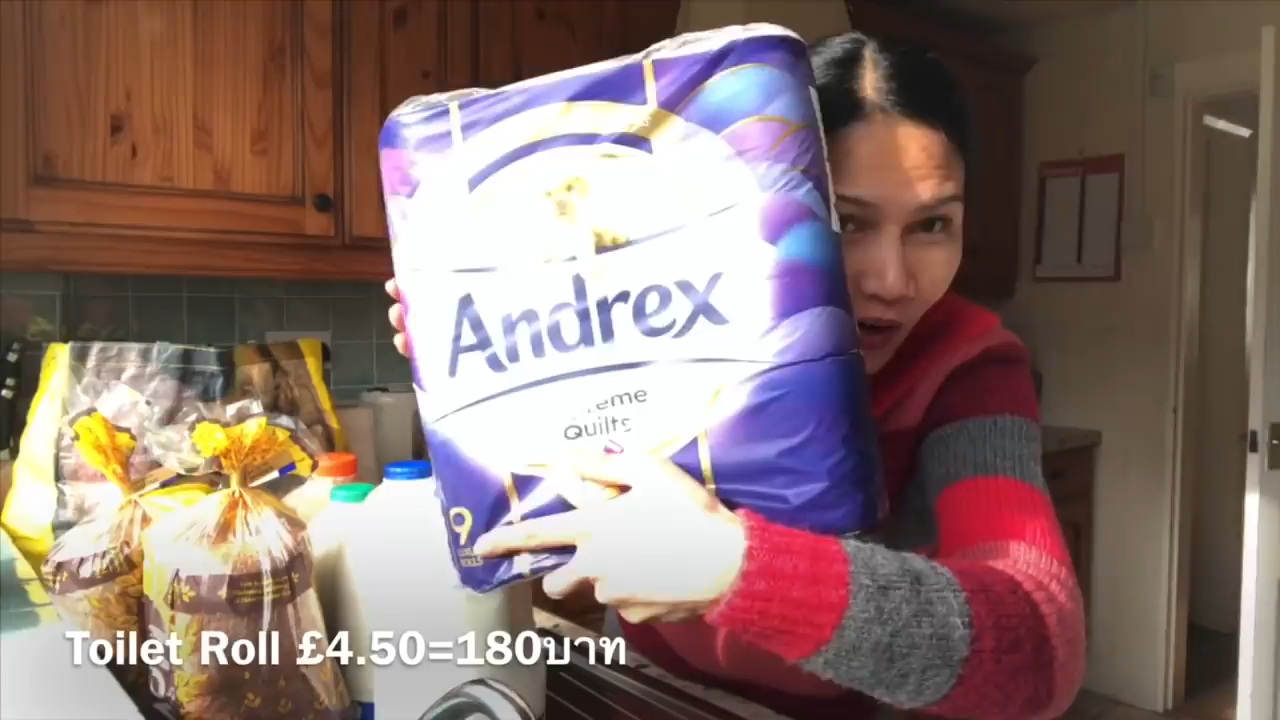 Andrex
Quilts
9
Toilet Roll £4.50=180บาท